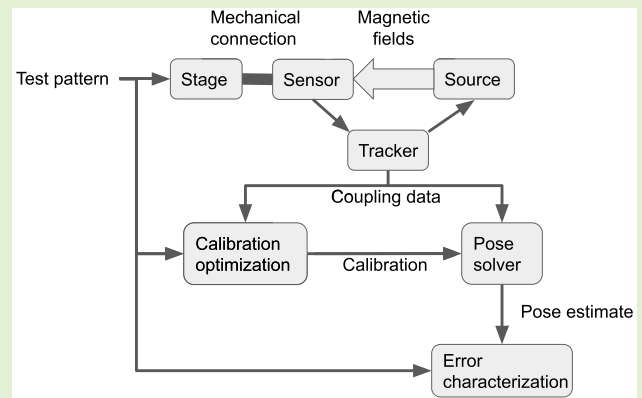 Mechanical
connection
Magnetic
fields
Test pattern
Stage
Sensor
Source
Tracker
Coupling data
Calibration
optimization
Calibration
Pose
solver
Pose estimate
Error
characterization